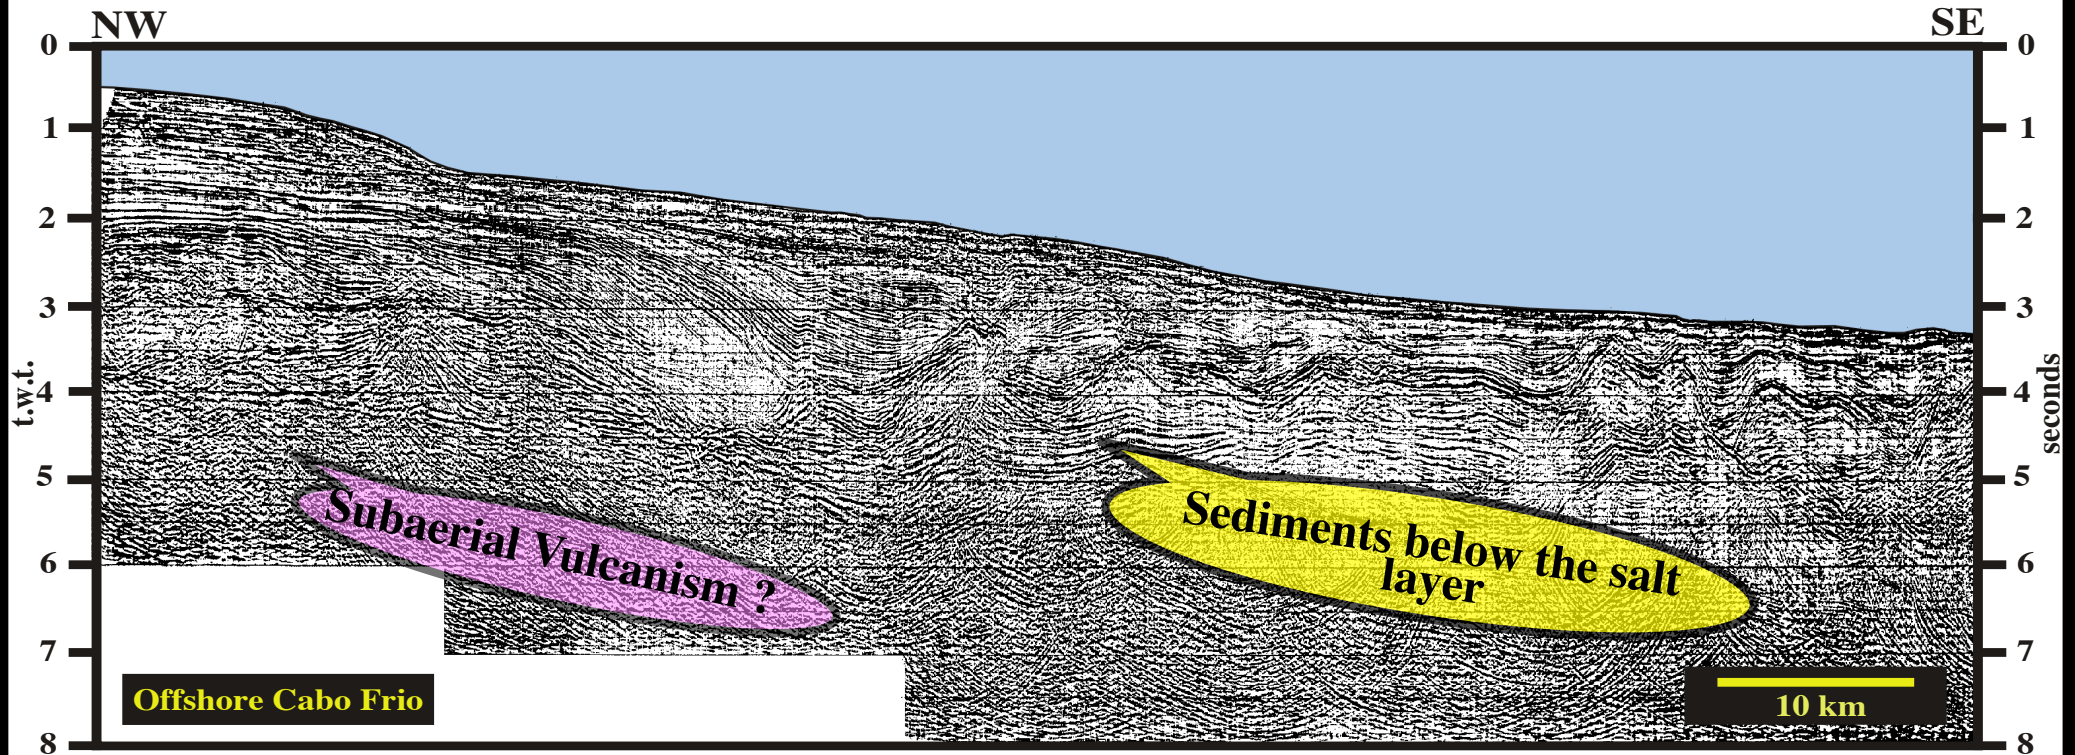 NW
SE
0
0
1
1
2
2
3
3
t.w.t.
4
4
seconds
5
5
Subaerial Vulcanism ?
Sediments below the salt
layer
6
6
7
7
Offshore Cabo Frio
10 km
8
8